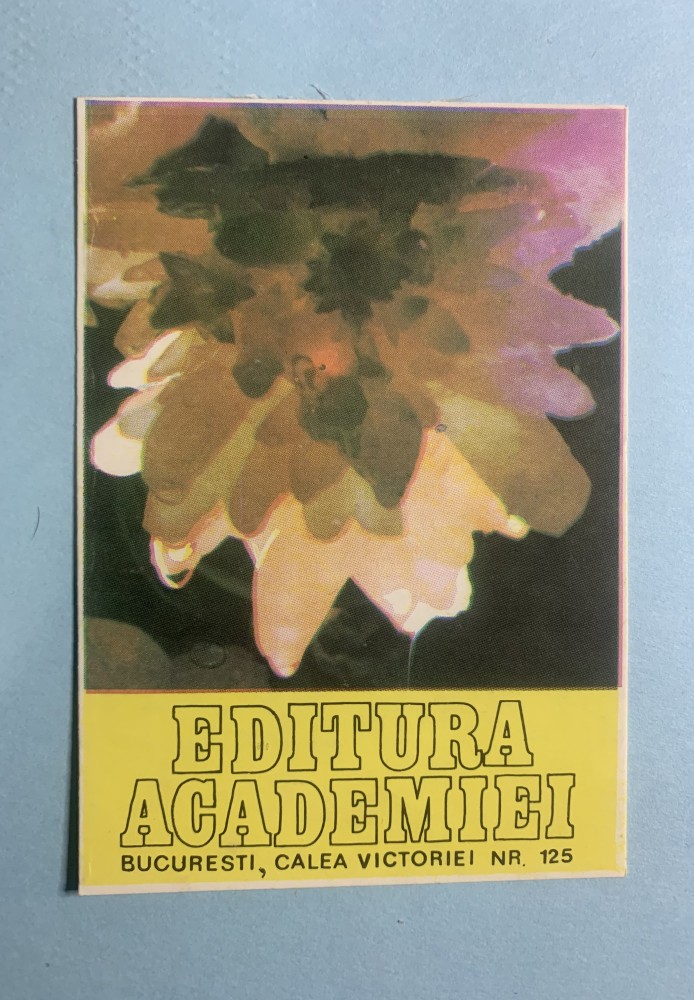 EDITURA
ACADEMIEI
BUCURESTI, CALEA VICTORIEI NR. 125